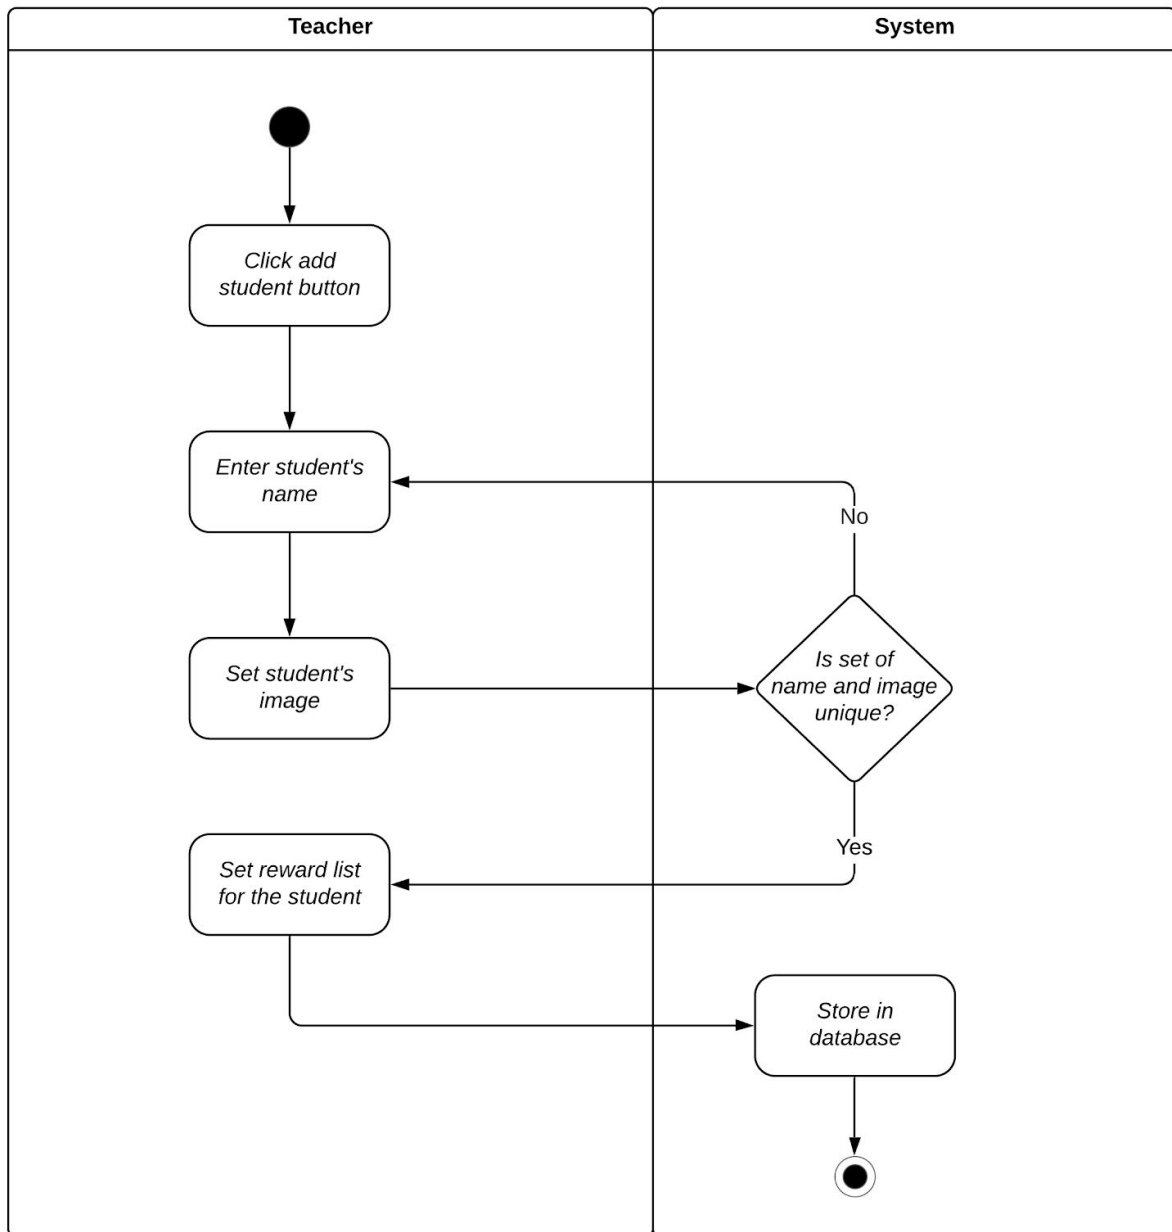 Teacher
System
Click add
student button
Enter student's
name
No
Set student's
image
Is set of
name and image
unique?
Yes
Set reward list
for the student
Store in
database